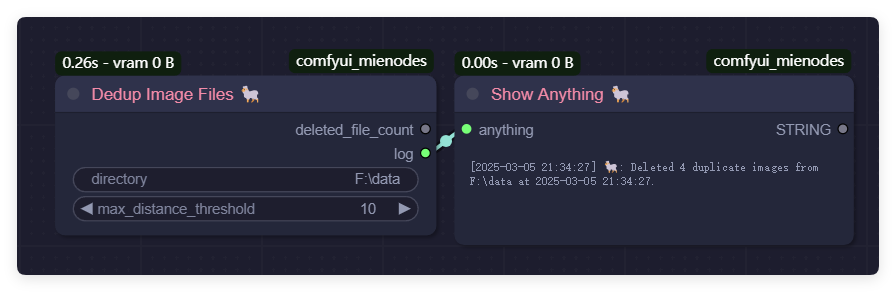 0.26s - vram 0 B
comfyui_mienodes
Dedup Image Files 🐑
deleted_file_count
log
directory F:\data
max_distance_threshold 10
0.00s - vram 0 B
comfyui_mienodes
Show Anything 🐑
anything
STRING
[2025-03-05 21:34:27] 🐑: Deleted 4 duplicate images from
F:\data at 2025-03-05 21:34:27.